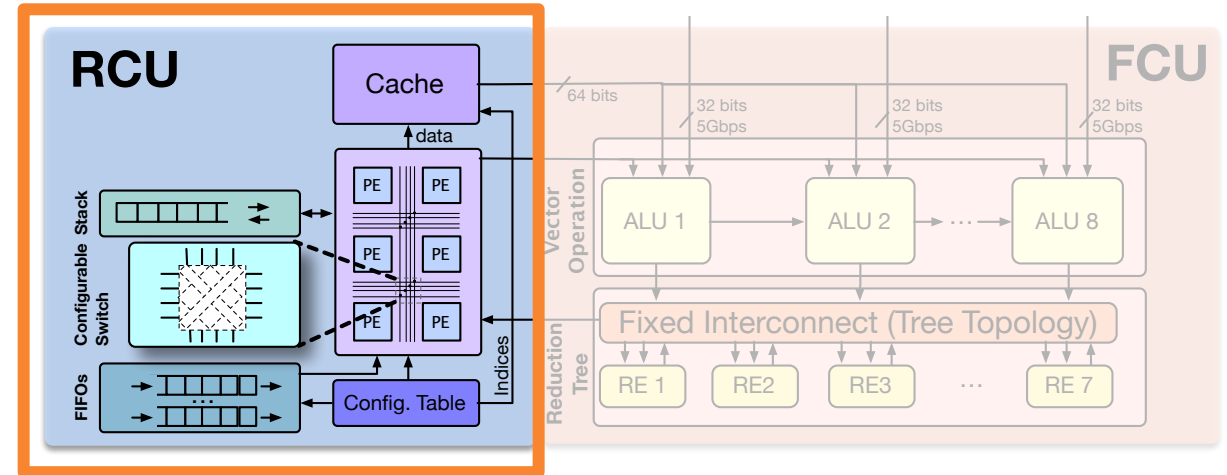 RCU
Cache
data
PE PE
PE PE
PE PE
Stack
Configurable
Switch
FIFOs
...
Config. Table
Indices
FCU
64 bits
32 bits
5Gbps
32 bits
5Gbps
32 bits
5Gbps
Vector
Operation
ALU 1
ALU 2
...
ALU 8
Reduction
Tree
Fixed Interconnect (Tree Topology)
RE 1
RE2
RE3
...
RE 7